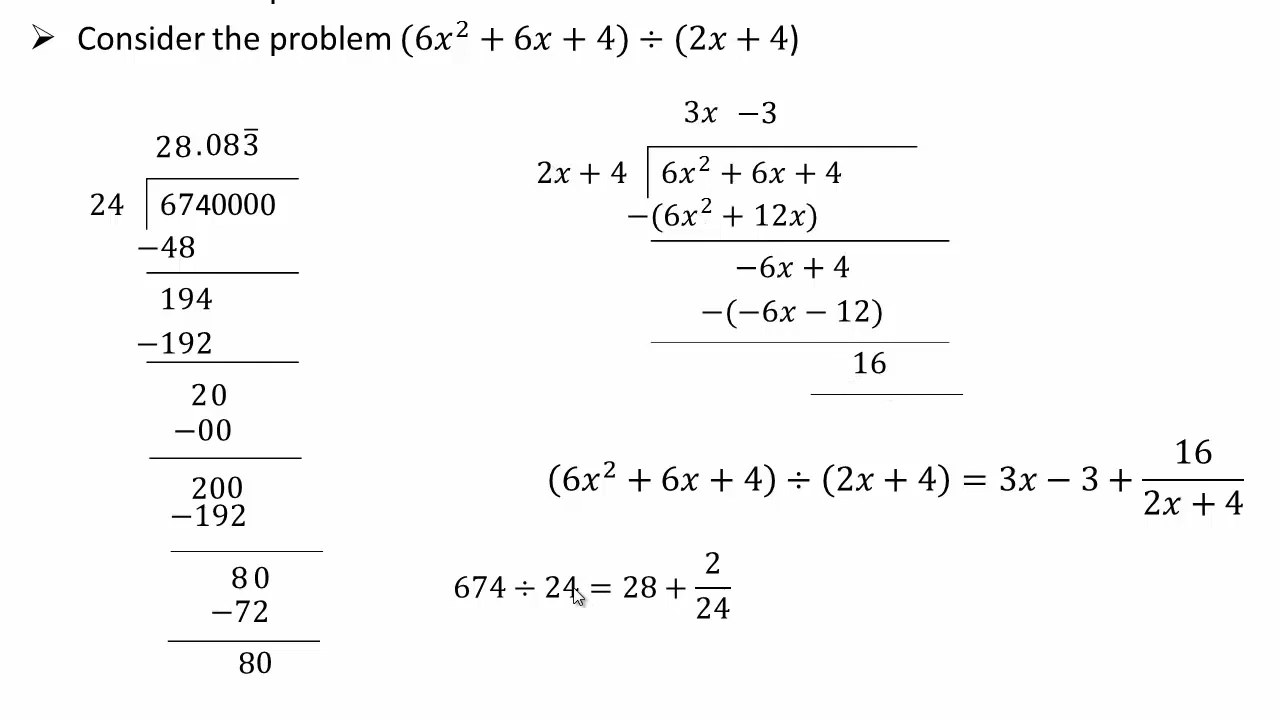 ➢ Consider the problem (6x² + 6x + 4) ÷ (2x + 4)
28.083̅
24 6740000
−48
194
−192
20
−00
200
−192
80
−72
80
3x −3
2x + 4 6x² + 6x + 4
−(6x² + 12x)
−6x + 4
−(−6x − 12)
16
(6x² + 6x + 4) ÷ (2x + 4) = 3x − 3 + 16/(2x + 4)
674 ÷ 24 = 28 + 2/24